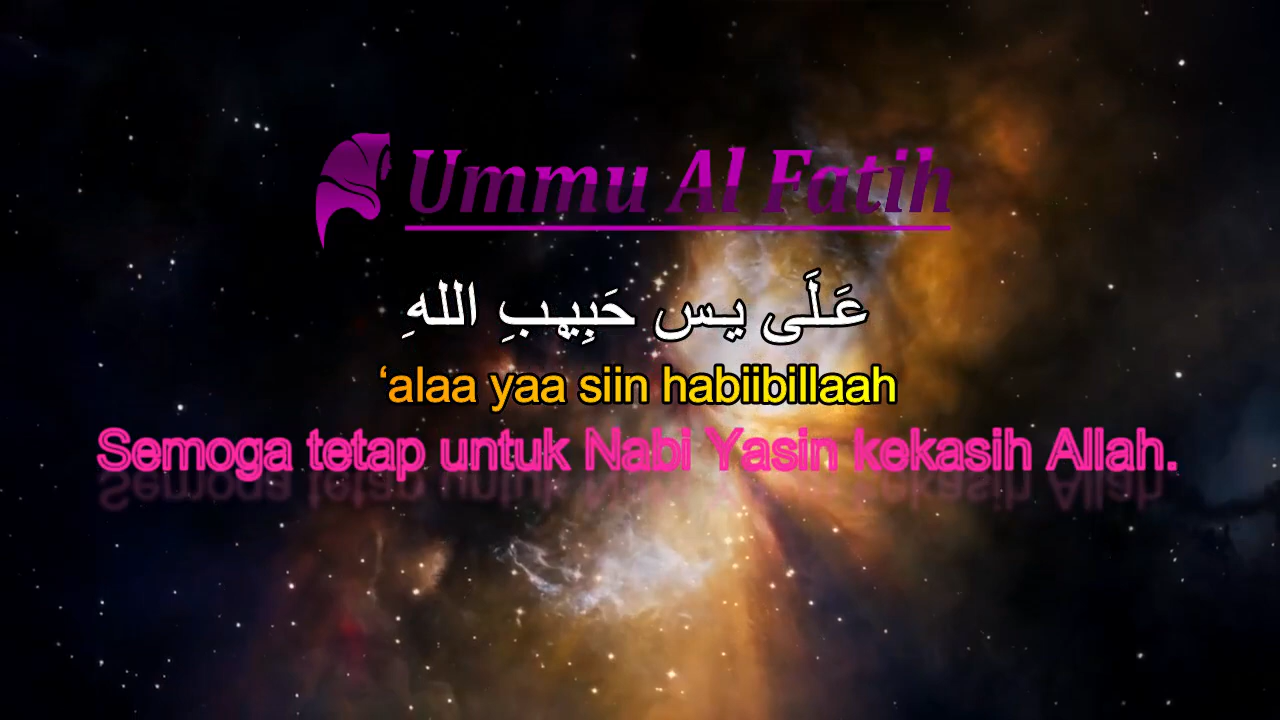 Ummu Al Fatih
عَلَى يس حَبِيبِ اللهِ
‘alaa yaa siin habiibillaah
Semoga tetap untuk Nabi Yasin kekasih Allah.